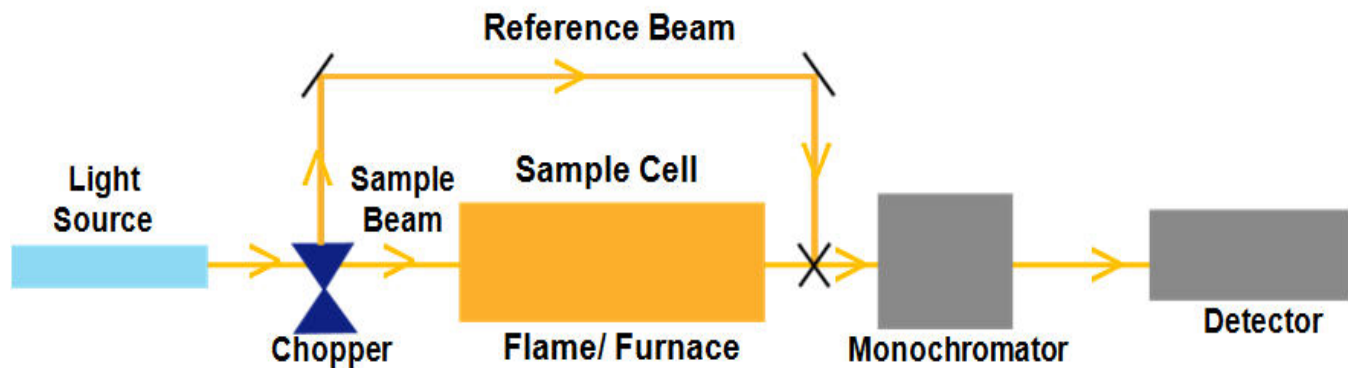 Reference Beam
Light
Source
Sample
Beam
Sample Cell
Chopper
Flame/ Furnace
Monochromator
Detector